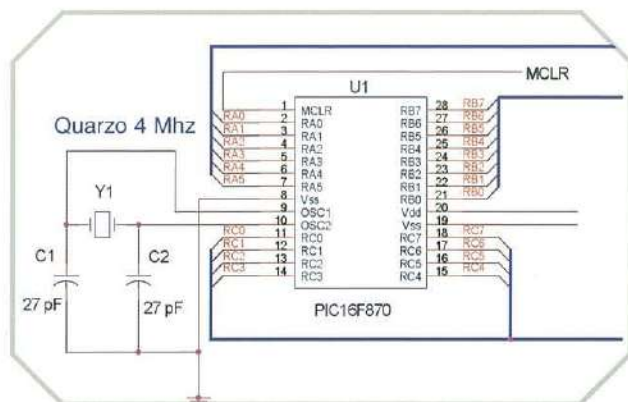 U1
MCLR
Quarzo 4 Mhz
Y1
C1
C2
27 pF
27 pF
RA0
RA1
RA2
RA3
RA4
RA5
RC0
RC1
RC2
RC3
1
2
3
4
5
6
7
8
9
10
11
12
13
14
MCLR
RA0
RA1
RA2
RA3
RA4
RA5
Vss
OSC1
OSC2
RC0
RC1
RC2
RC3
RB7
RB6
RB5
RB4
RB3
RB2
RB1
RB0
Vdd
Vss
RC7
RC6
RC5
RC4
28
27
26
25
24
23
22
21
20
19
18
17
16
15
RB7
RB6
RB5
RB4
RB3
RB2
RB1
RB0
RC7
RC6
RC5
RC4
PIC16F870